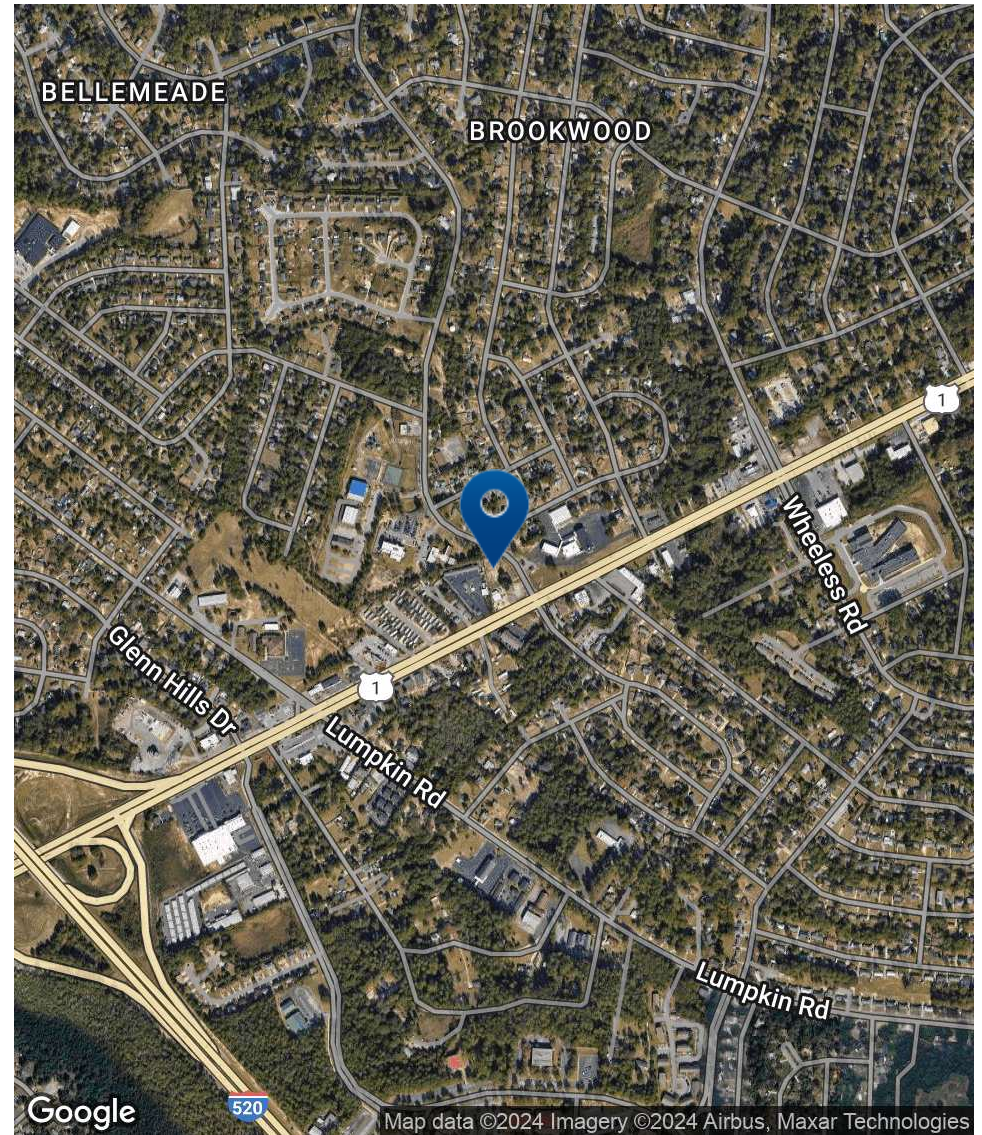 BELLEMEADE
BROOKWOOD
1
Wheeless Rd
Glenn Hills Dr
1
Lumpkin Rd
Lumpkin Rd
520
Google
Map data ©2024 Imagery ©2024 Airbus, Maxar Technologies